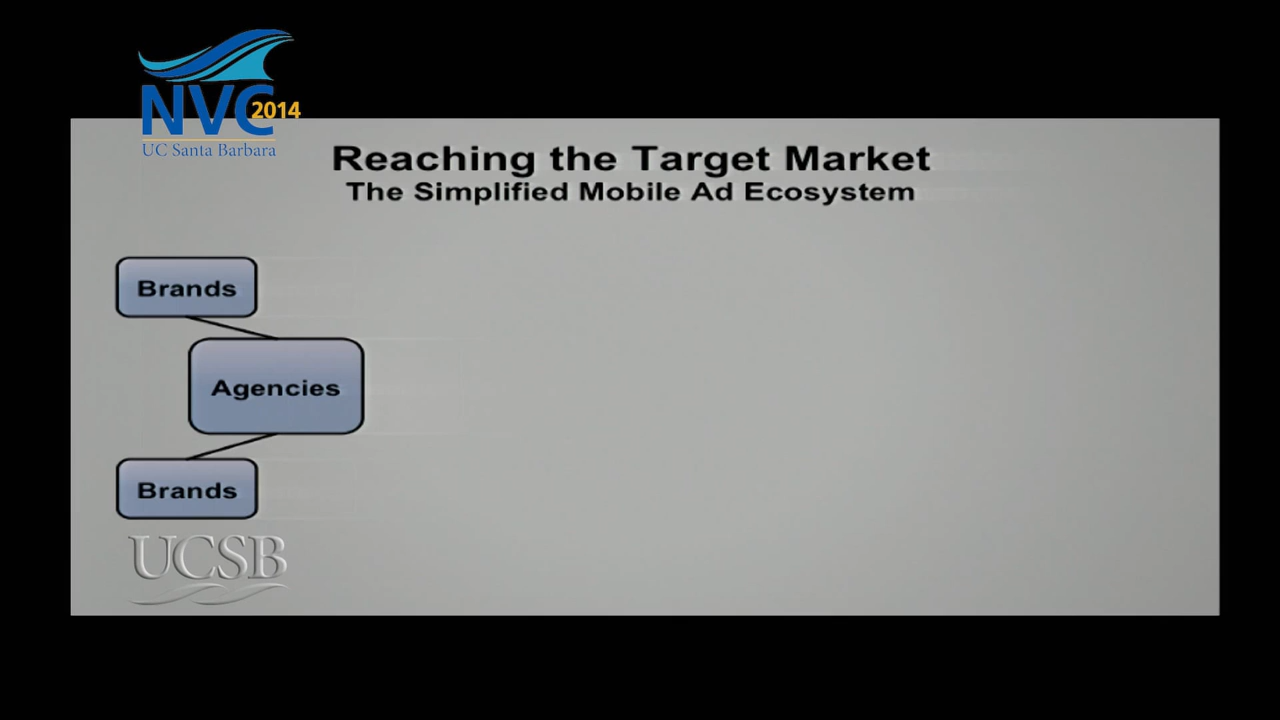 NVC 2014
UC Santa Barbara
Reaching the Target Market
The Simplified Mobile Ad Ecosystem
Brands
Agencies
Brands
UCSB